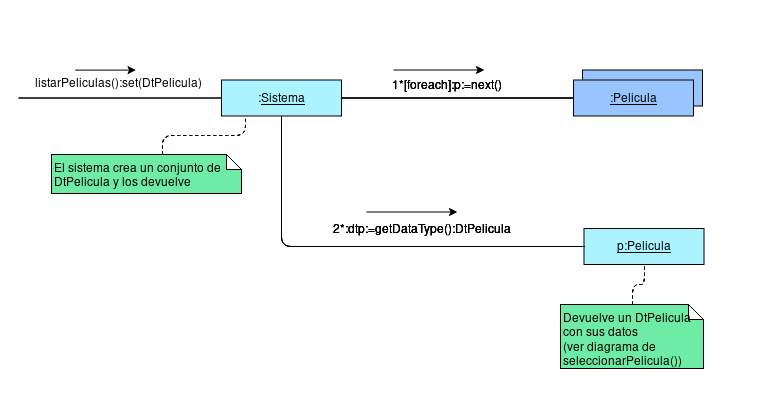 listarPeliculas():set(DtPelicula)
1*[foreach]:p:=next()
:Sistema
:Pelicula
El sistema crea un conjunto de
DtPelicula y los devuelve
2*:dtp:=getDataType():DtPelicula
p:Pelicula
Devuelve un DtPelicula
con sus datos
(ver diagrama de
seleccionarPelicula())